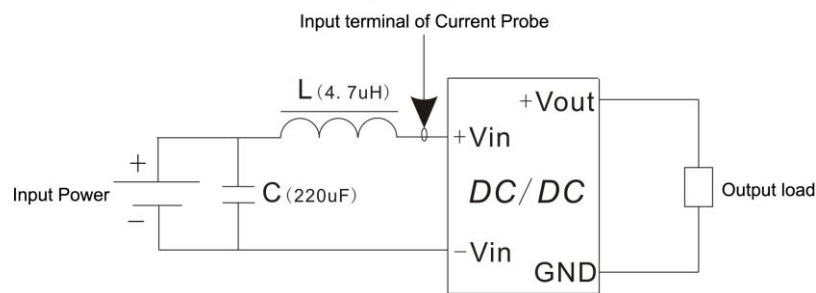 Input terminal of Current Probe
L (4.7uH)
+Vout
+Vin
+
Input Power
C (220uF)
DC/DC
Output load
−
−Vin
GND